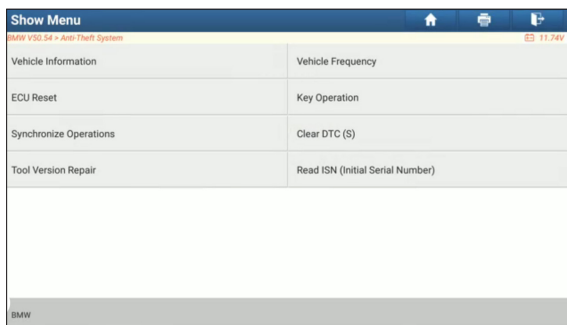 Show Menu
BMW V50.54 > Anti-Theft System
11.74V
Vehicle Information
Vehicle Frequency
ECU Reset
Key Operation
Synchronize Operations
Clear DTC (S)
Tool Version Repair
Read ISN (Initial Serial Number)
BMW